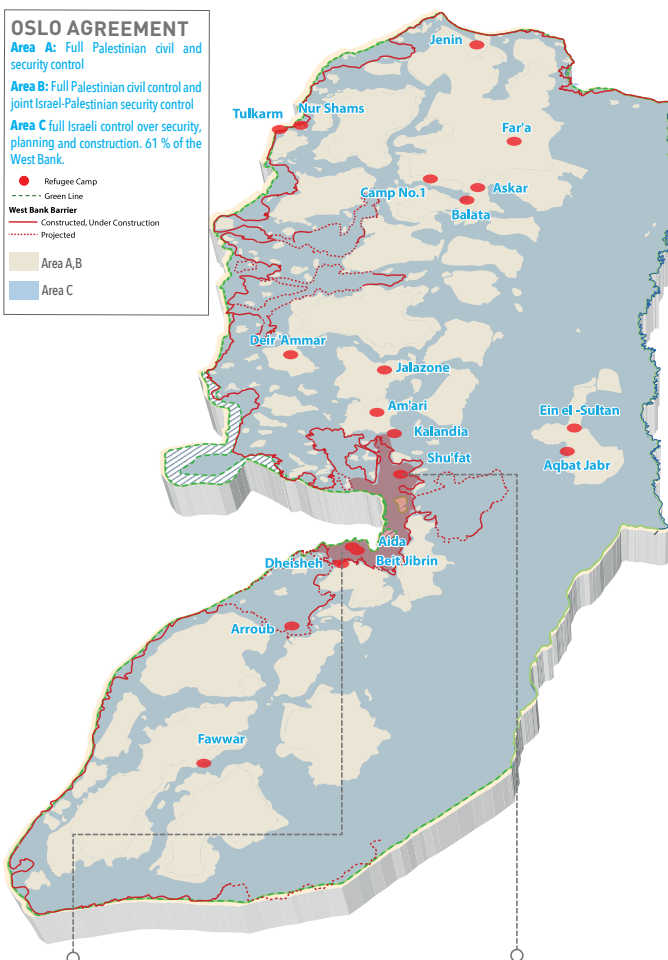 OSLO AGREEMENT
Area A: Full Palestinian civil and
security control
Area B: Full Palestinian civil control and
joint Israel-Palestinian security control
Area C full Israeli control over security,
planning and construction. 61 % of the
West Bank.
Refugee Camp
Green Line
West Bank Barrier
Constructed, Under Construction
Projected
Area A,B
Area C
Jenin
Tulkarm
Nur Shams
Far'a
Camp No.1
Askar
Balata
Deir 'Ammar
Jalazone
Am'ari
Ein el -Sultan
Kalandia
Shu'fat
Aqbat Jabr
Aida
Dheisheh
Beit Jibrin
Arroub
Fawwar